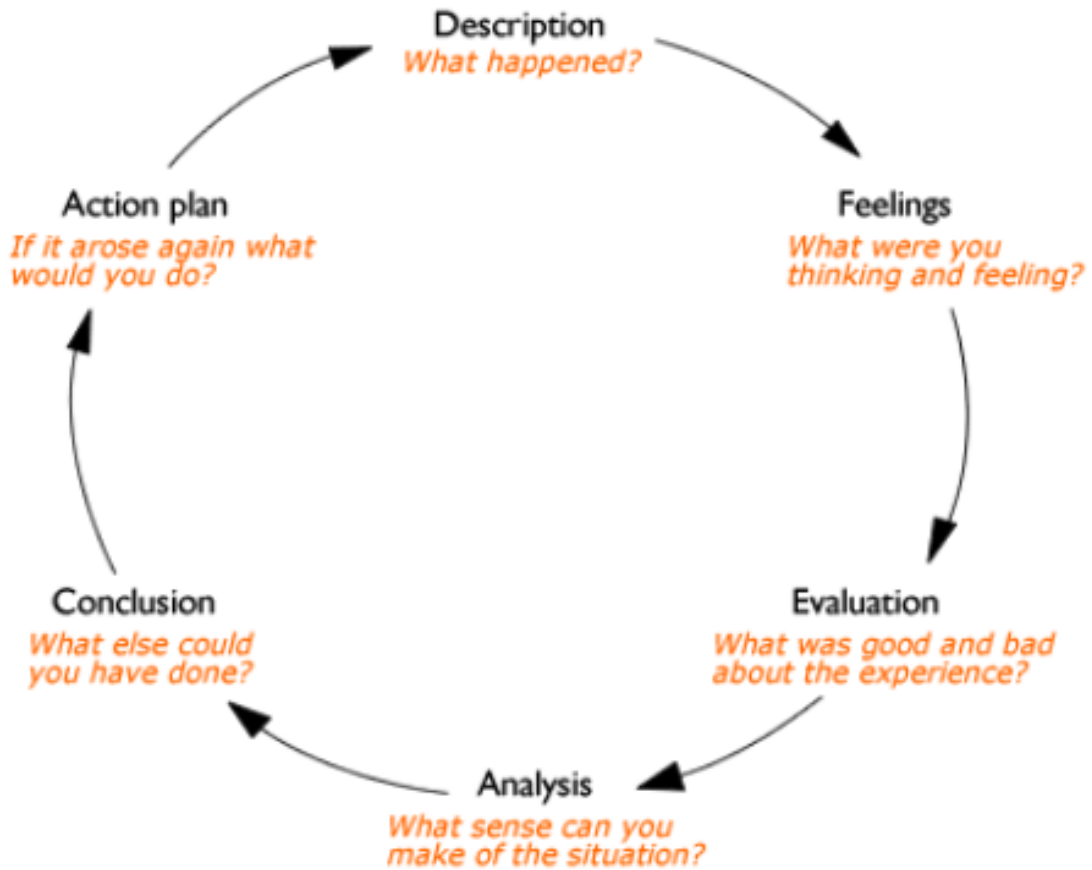 Description
What happened?
Feelings
What were you
thinking and feeling?
Evaluation
What was good and bad
about the experience?
Analysis
What sense can you
make of the situation?
Conclusion
What else could
you have done?
Action plan
If it arose again what
would you do?